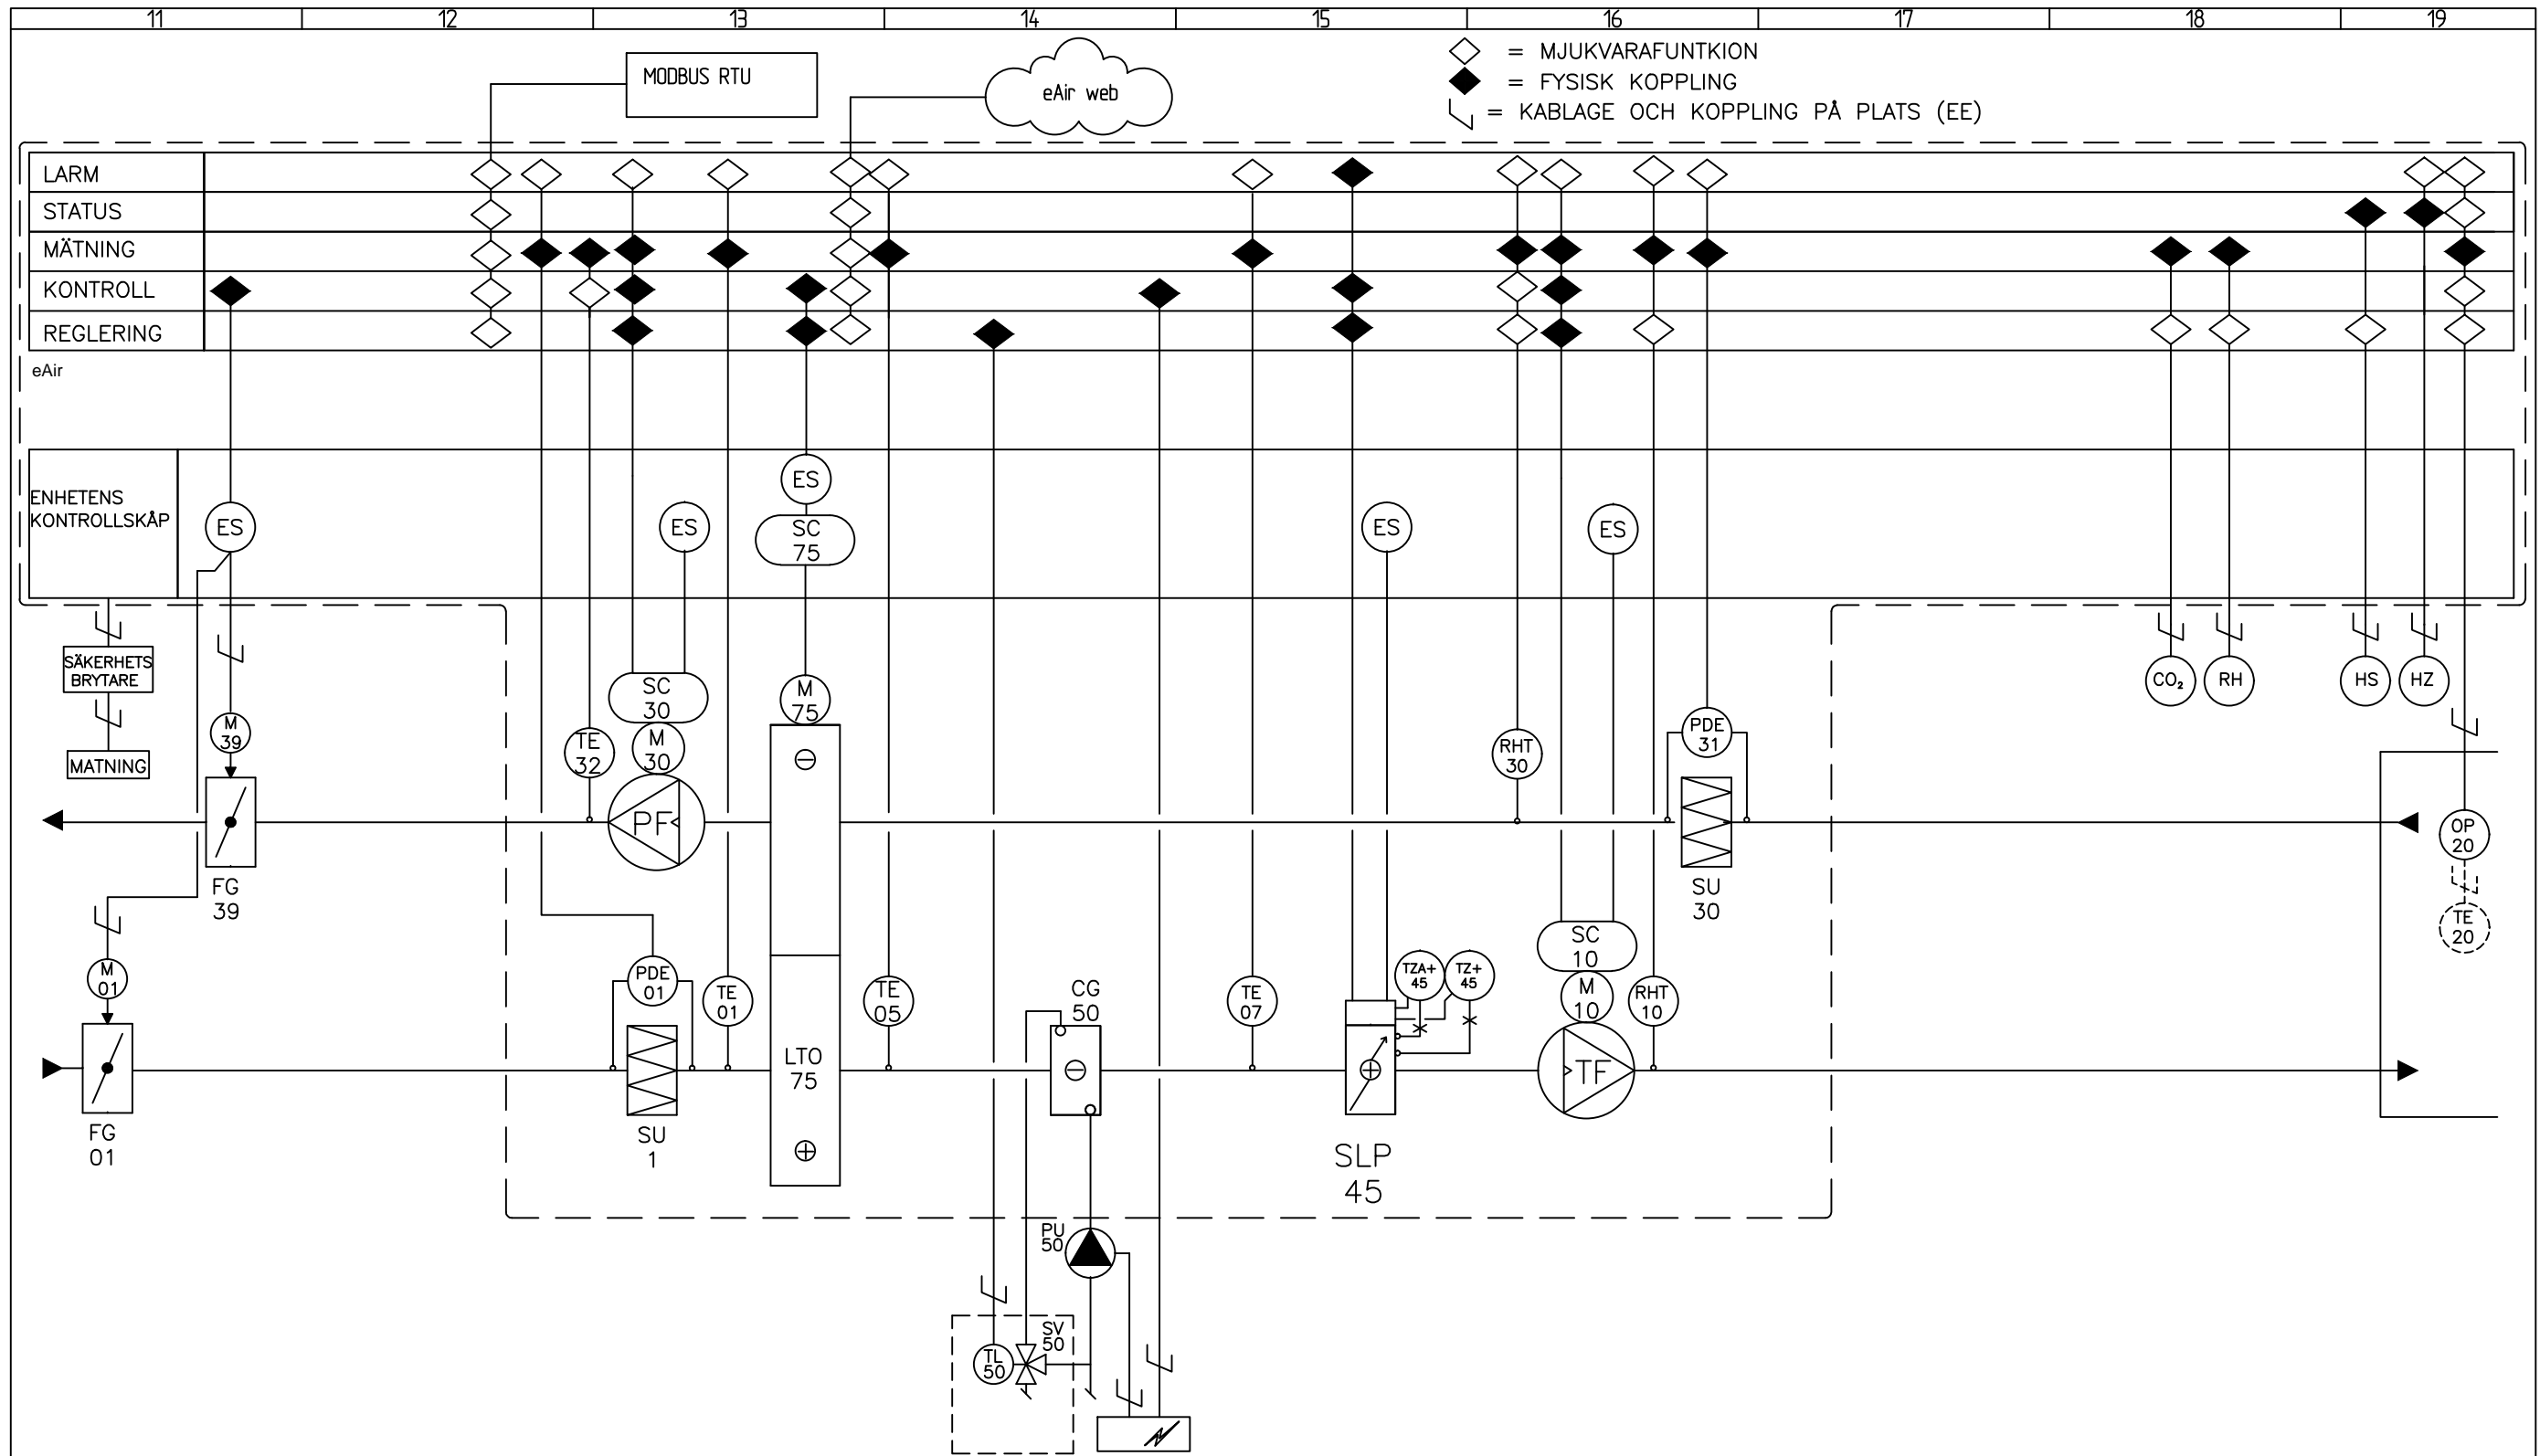 11 12 13 14 15 16 17 18 19
MODBUS RTU
eAir web
= MJUKVARAFUNTKION
= FYSISK KOPPLING
= KABLAGE OCH KOPPLING PÅ PLATS (EE)
LARM
STATUS
MÄTNING
KONTROLL
REGLERING
eAir
ENHETENS
KONTROLLSKÅP
ES
ES
ES
SC
75
ES
ES
SÄKERHETS
BRYTARE
MATNING
M
39
TE
32
SC
30
M
30
M
75
RHT
30
PDE
31
CO₂
RH
HS
HZ
PF
FG
39
SU
30
OP
20
TE
20
M
01
PDE
01
TE
01
TE
05
CG
50
TE
07
TZA+
45
TZ+
45
SC
10
M
10
RHT
10
LTO
75
TF
FG
01
SU
1
SLP
45
PU
50
SV
50
TL
50